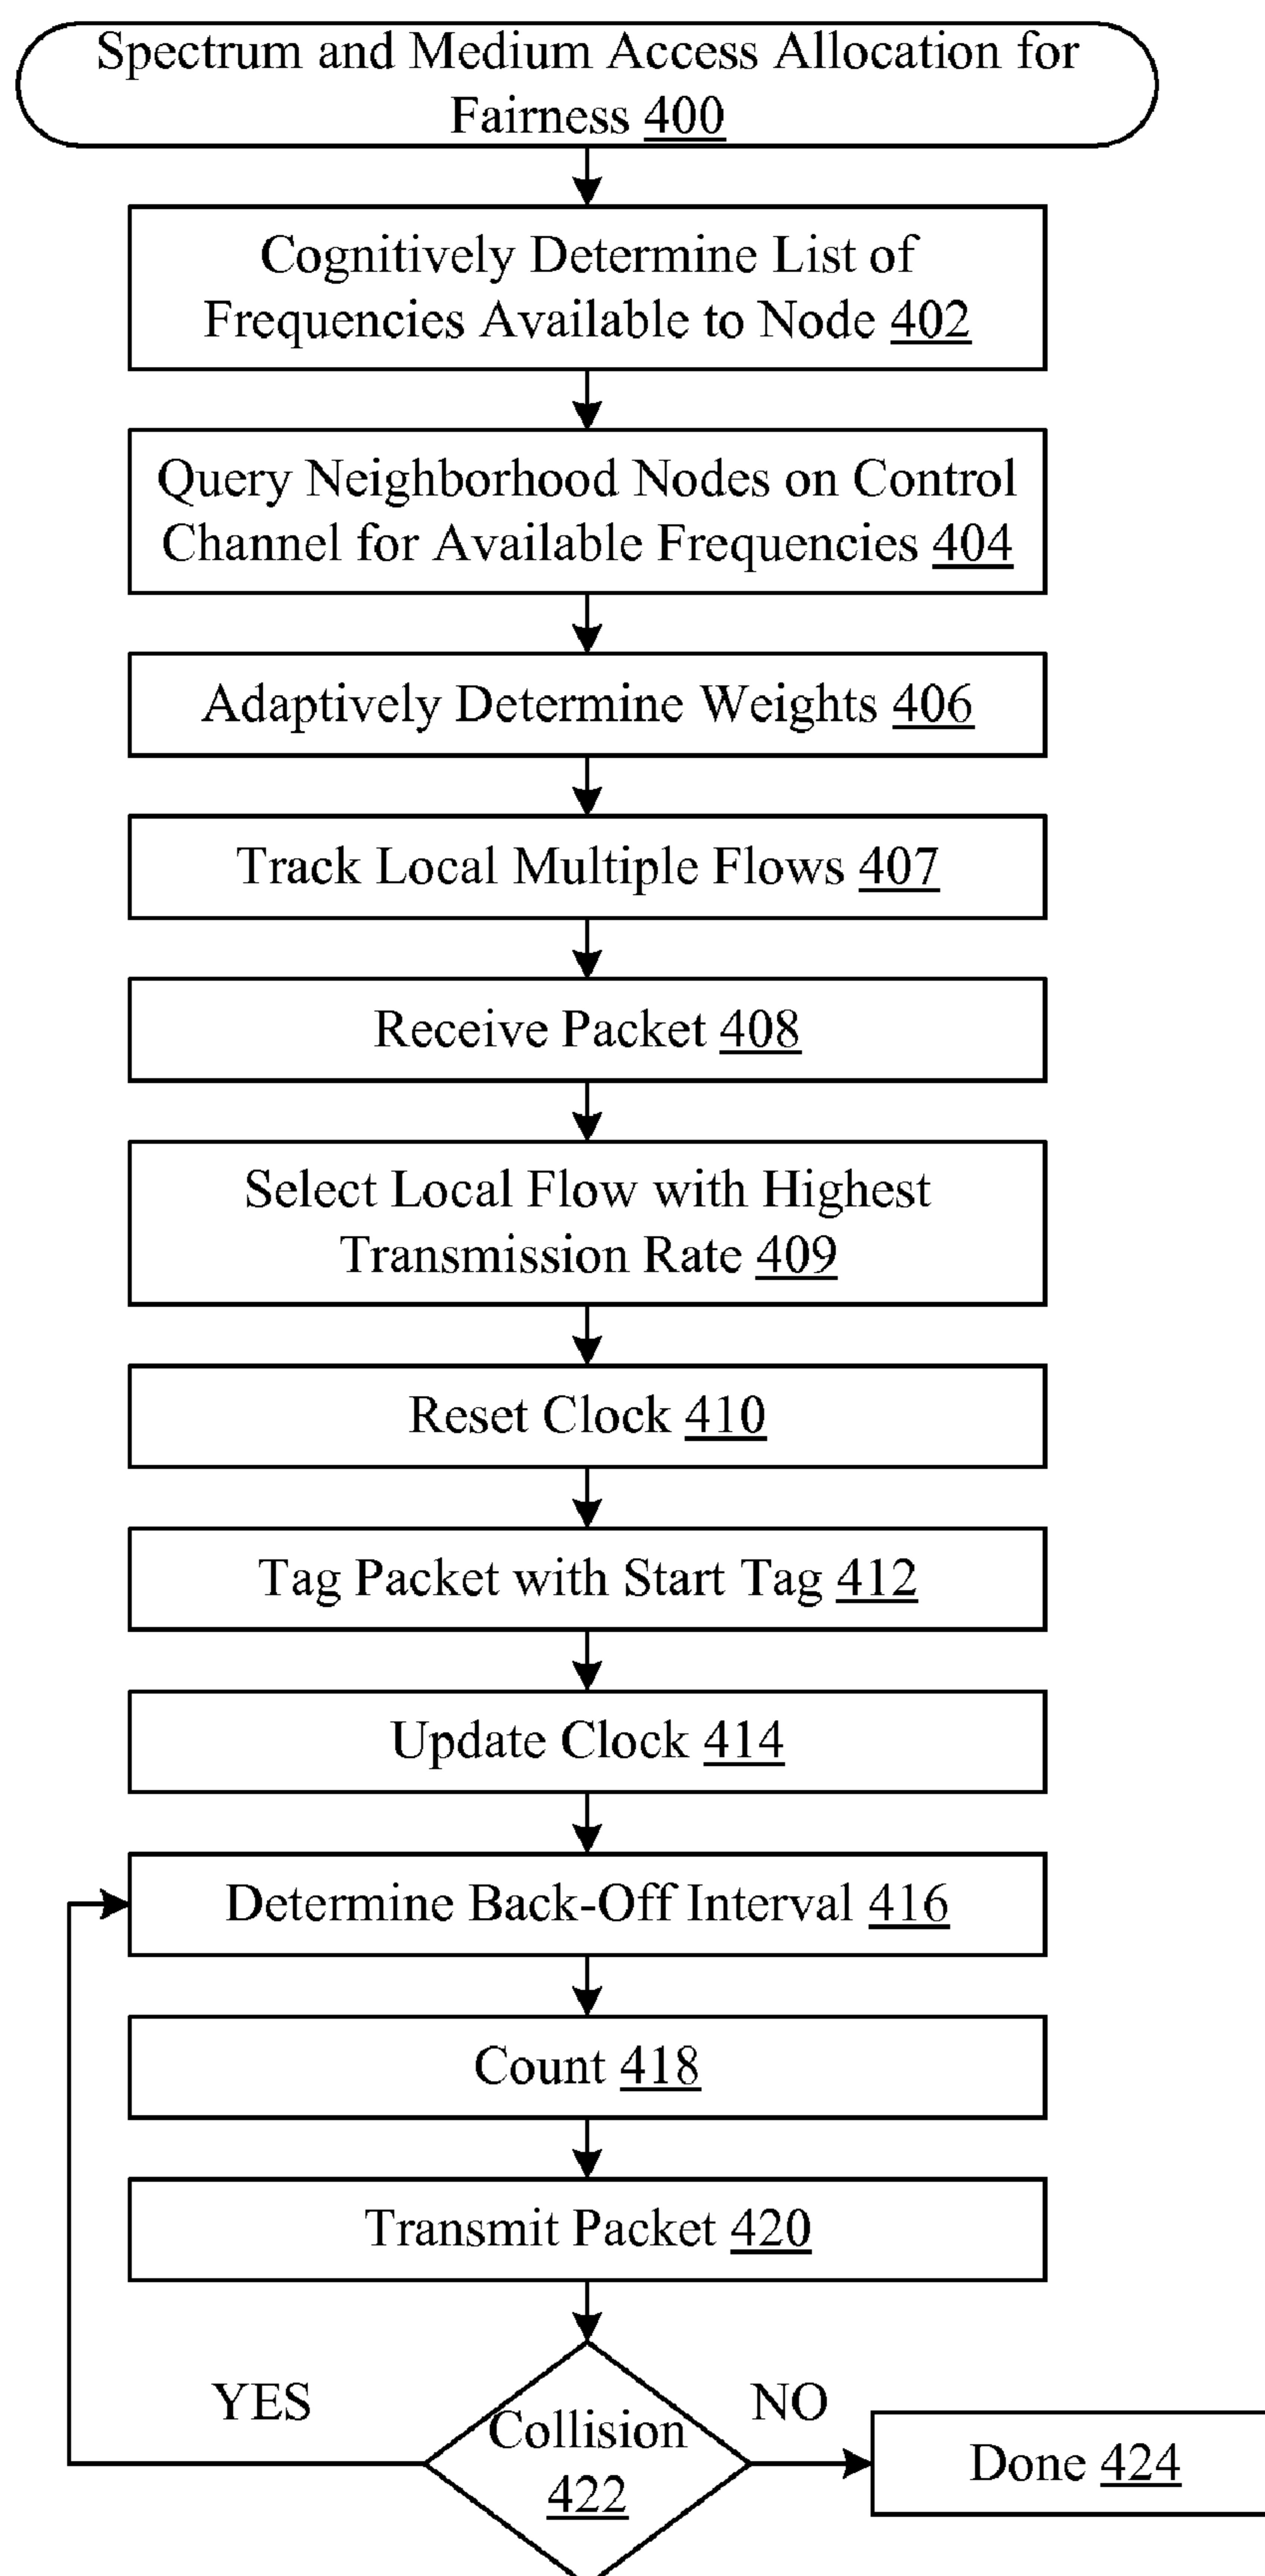 Spectrum and Medium Access Allocation for
Fairness 400
Cognitively Determine List of
Frequencies Available to Node 402
Query Neighborhood Nodes on Control
Channel for Available Frequencies 404
Adaptively Determine Weights 406
Track Local Multiple Flows 407
Receive Packet 408
Select Local Flow with Highest
Transmission Rate 409
Reset Clock 410
Tag Packet with Start Tag 412
Update Clock 414
Determine Back-Off Interval 416
Count 418
Transmit Packet 420
YES
NO
Collision
422
Done 424